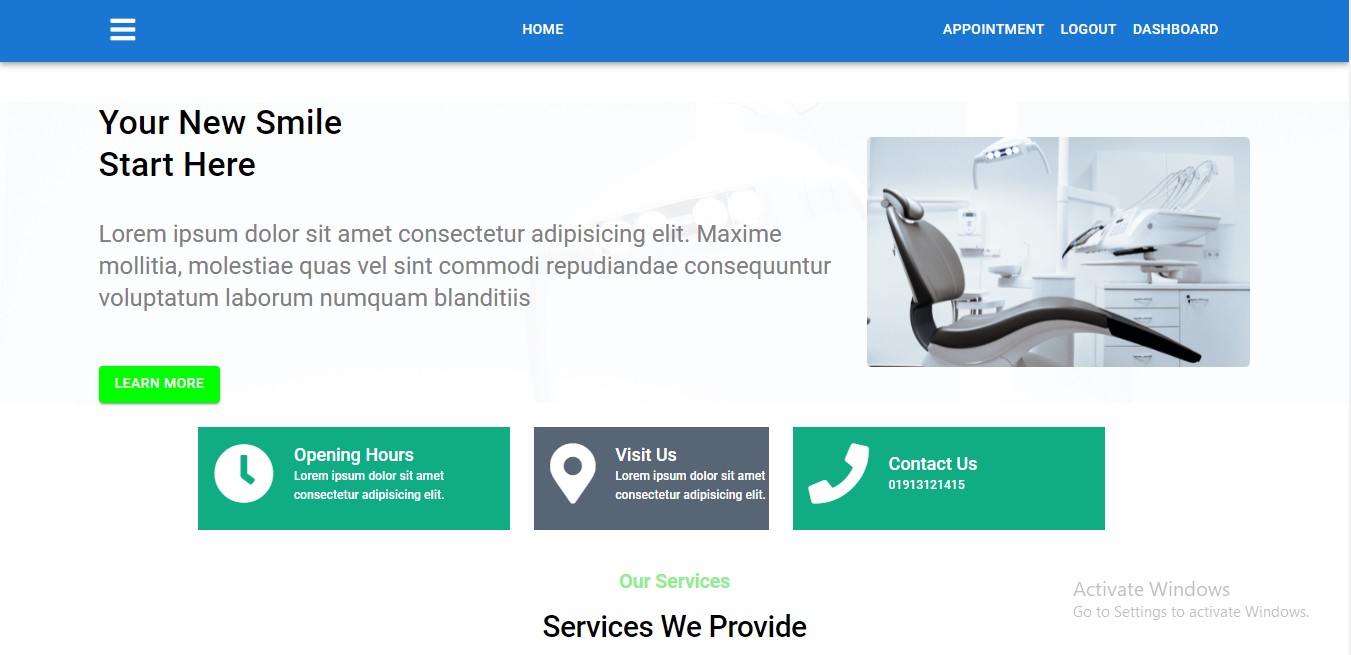 HOME
APPOINTMENT LOGOUT DASHBOARD
Your New Smile
Start Here
Lorem ipsum dolor sit amet consectetur adipisicing elit. Maxime
mollitia, molestiae quas vel sint commodi repudiandae consequuntur
voluptatum laborum numquam blanditiis
LEARN MORE
Opening Hours
Lorem ipsum dolor sit amet
consectetur adipisicing elit.
Visit Us
Lorem ipsum dolor sit amet
consectetur adipisicing elit.
Contact Us
01913121415
Our Services
Services We Provide
Activate Windows
Go to Settings to activate Windows.